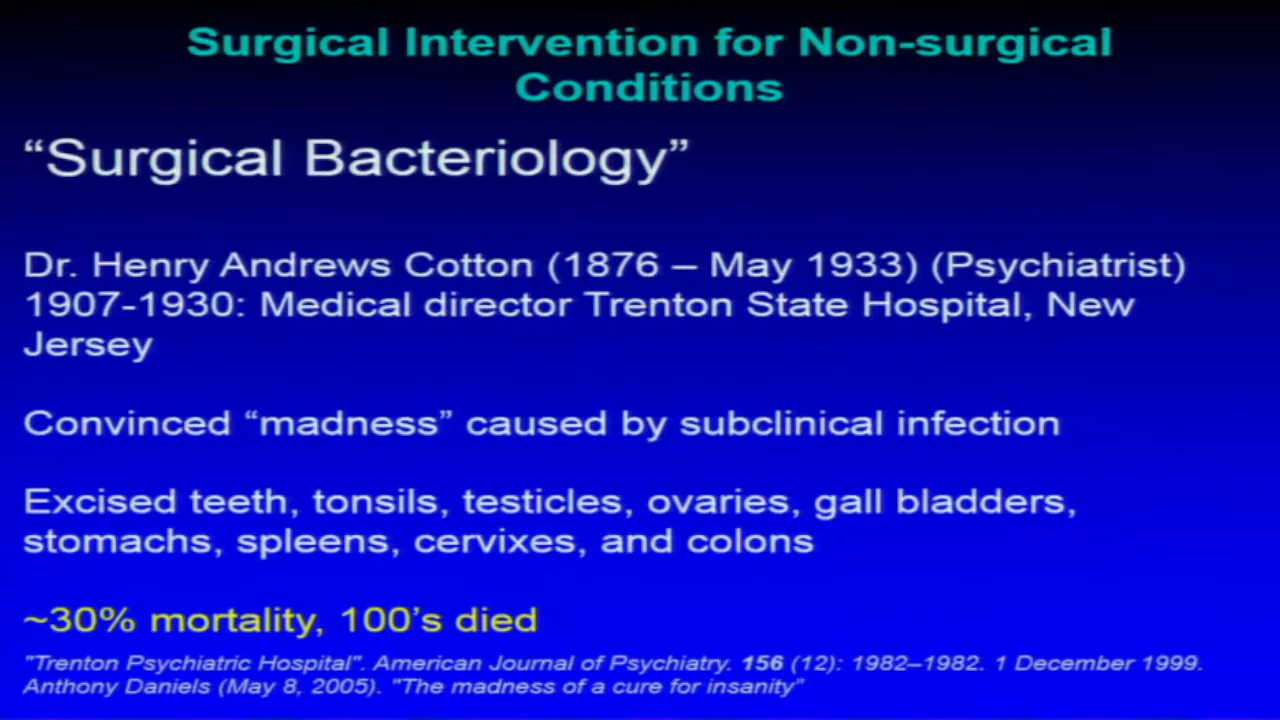 Surgical Intervention for Non-surgical
Conditions
“Surgical Bacteriology”
Dr. Henry Andrews Cotton (1876 – May 1933) (Psychiatrist)
1907-1930: Medical director Trenton State Hospital, New
Jersey
Convinced “madness” caused by subclinical infection
Excised teeth, tonsils, testicles, ovaries, gall bladders,
stomachs, spleens, cervixes, and colons
~30% mortality, 100’s died
"Trenton Psychiatric Hospital". American Journal of Psychiatry. 156 (12): 1982–1982. 1 December 1999.
Anthony Daniels (May 8, 2005). "The madness of a cure for insanity”